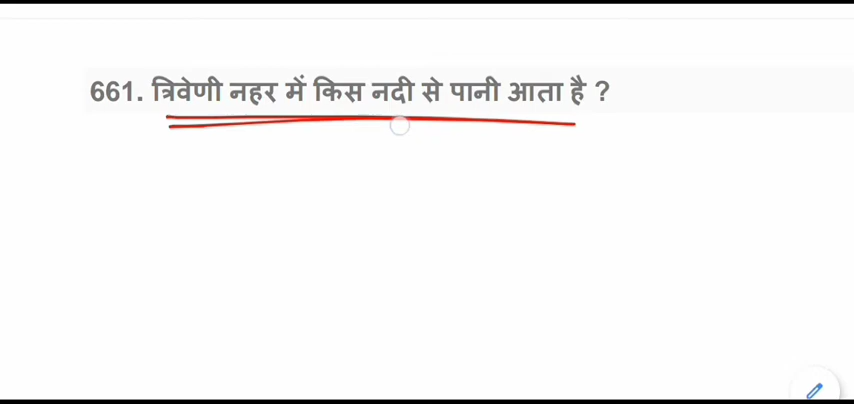 661. त्रिवेणी नहर में किस नदी से पानी आता है ?